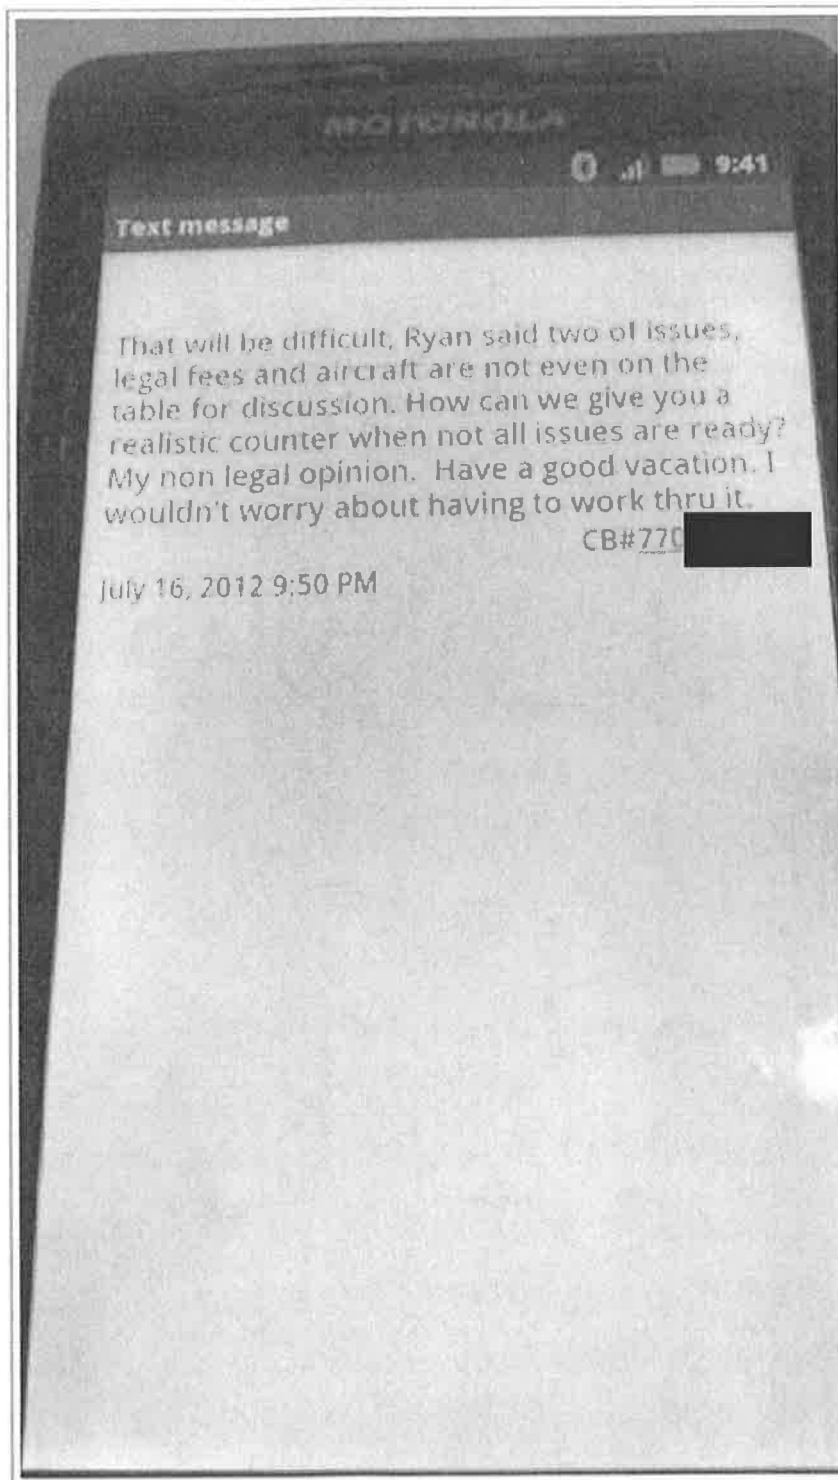 MOTOROLA
9:41
Text message
That will be difficult, Ryan said two of issues,
legal fees and aircraft are not even on the
table for discussion. How can we give you a
realistic counter when not all issues are ready?
My non legal opinion.  Have a good vacation. I
wouldn't worry about having to work thru it.
CB#770
July 16, 2012 9:50 PM